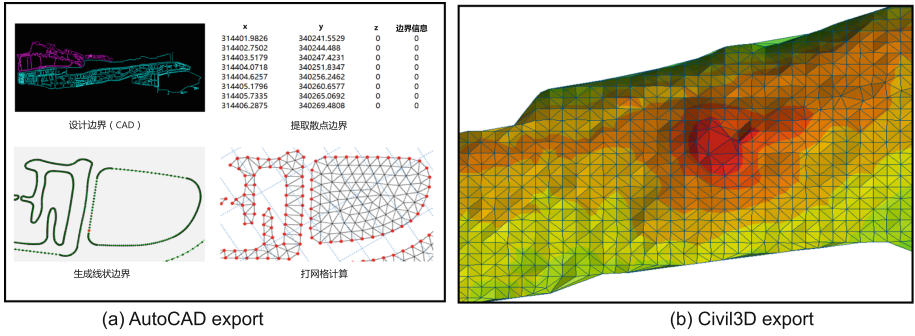 x y z 边界信息
314401.9826 340241.5529 0 0
314402.7502 340244.488 0 0
314403.5179 340247.4231 0 0
314404.0718 340251.8347 0 0
314404.6257 340256.2462 0 0
314405.1796 340260.6577 0 0
314405.7335 340265.0692 0 0
314406.2875 340269.4808 0 0
设计边界（CAD） 提取散点边界
生成线状边界 打网格计算
(a) AutoCAD export (b) Civil3D export